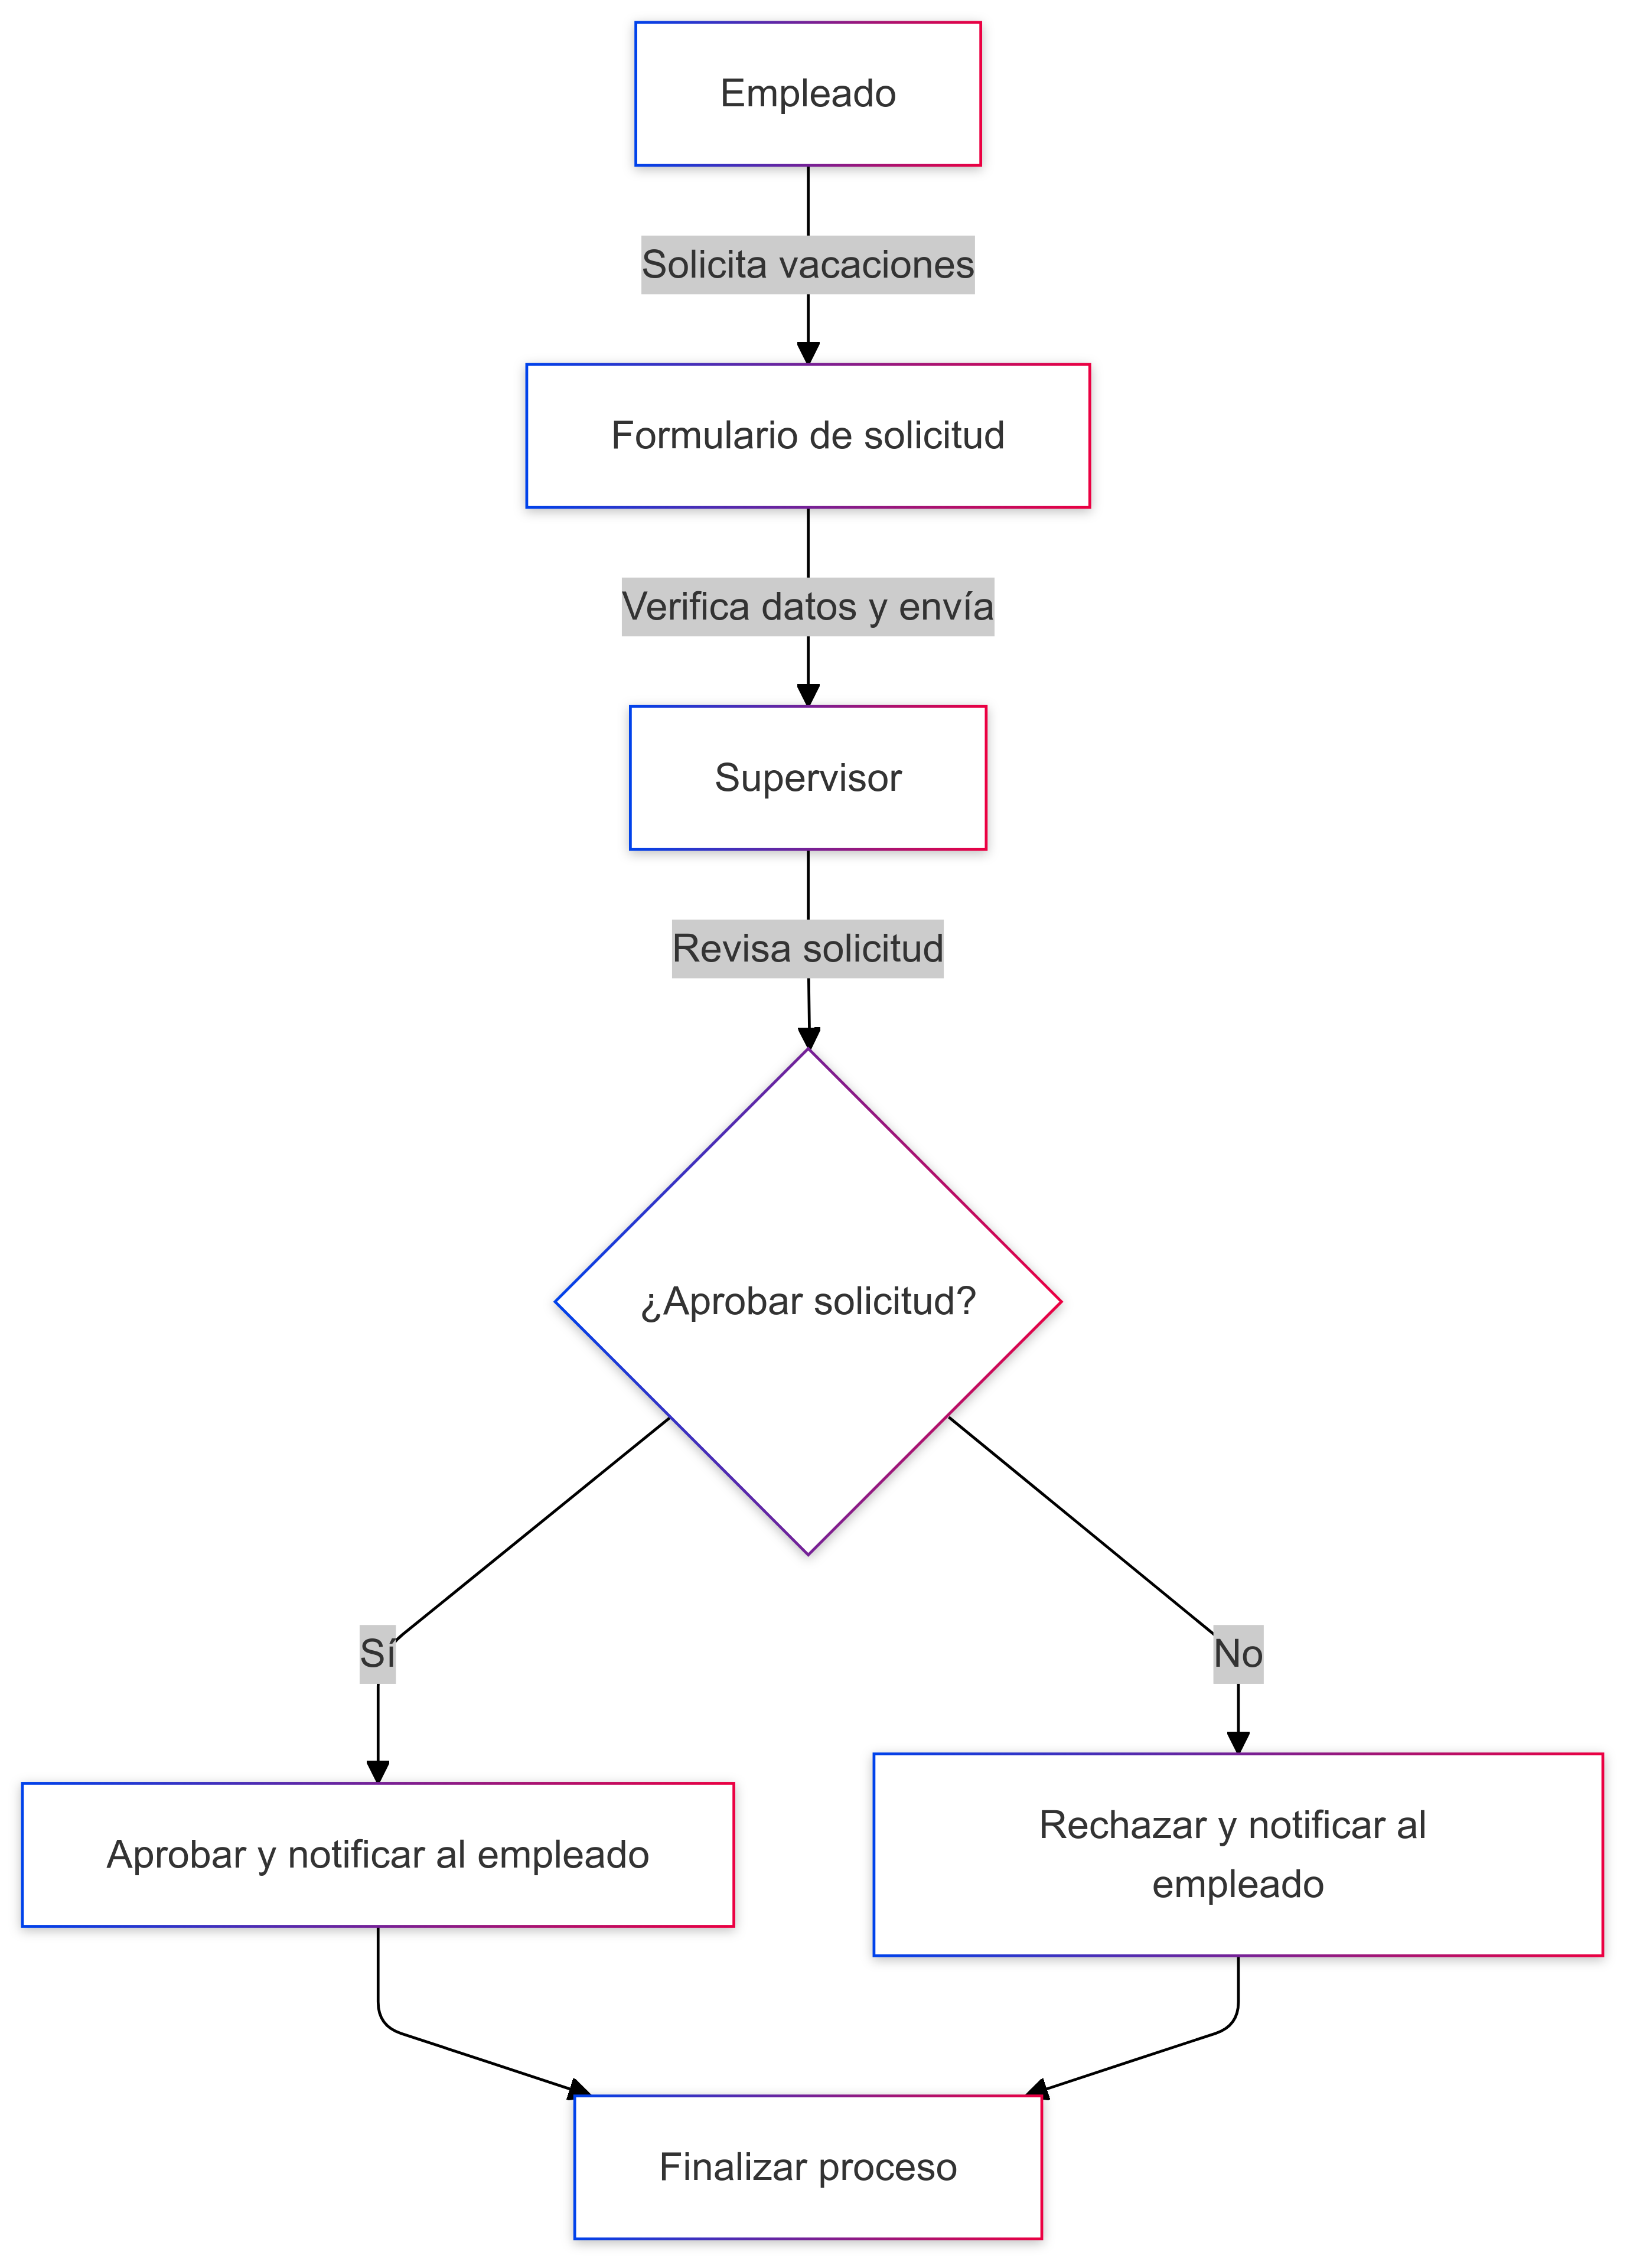 Empleado
Solicita vacaciones
Formulario de solicitud
Verifica datos y envía
Supervisor
Revisa solicitud
¿Aprobar solicitud?
Sí
No
Aprobar y notificar al empleado
Rechazar y notificar al
empleado
Finalizar proceso